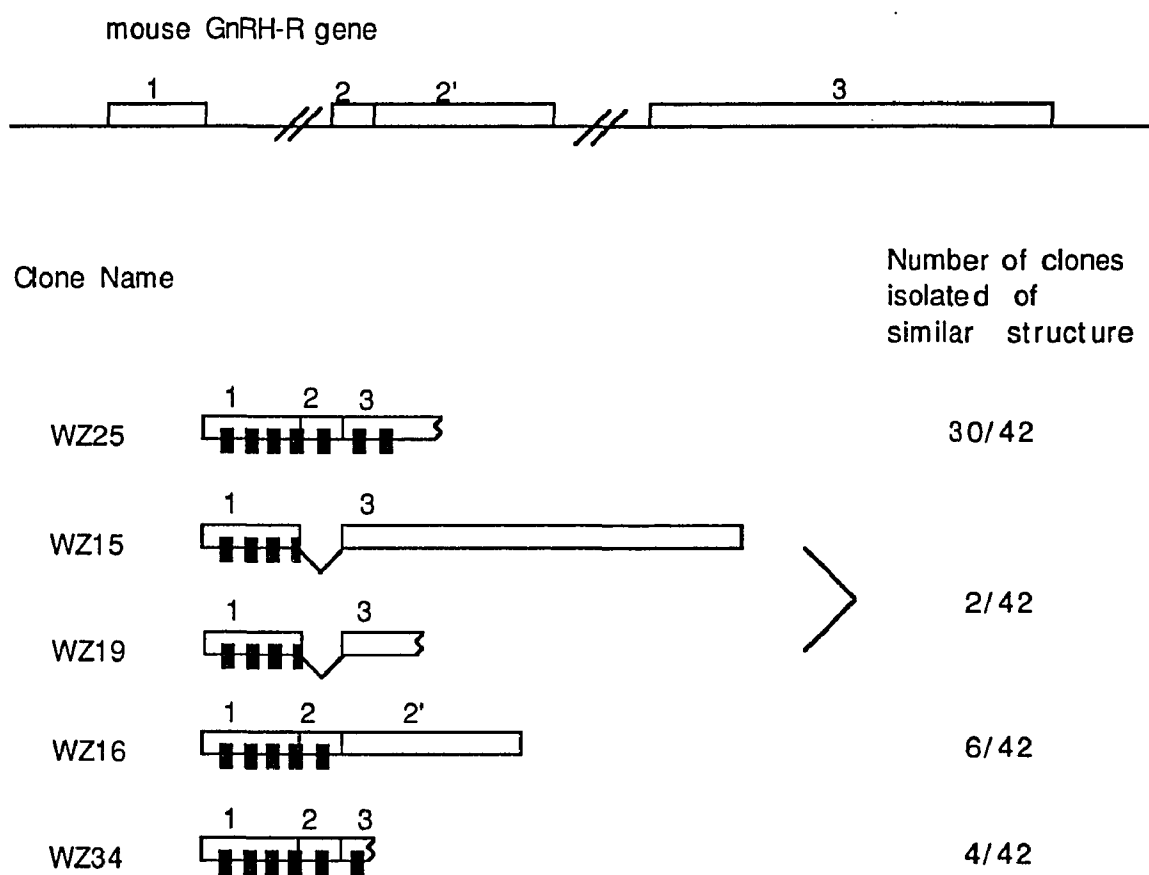 mouse GnRH-R gene
1 2 2' 3
Clone Name
Number of clones
isolated of
similar structure
1 2 3
WZ25 30/42
1 3
WZ15
2/42
1 3
WZ19
1 2 2'
WZ16 6/42
1 2 3
WZ34 4/42